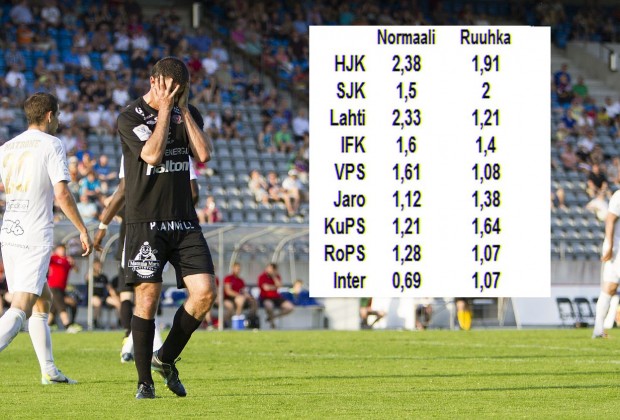 Normaali Ruuhka
HJK 2,38 1,91
SJK 1,5 2
Lahti 2,33 1,21
IFK 1,6 1,4
VPS 1,61 1,08
Jaro 1,12 1,38
KuPS 1,21 1,64
RoPS 1,28 1,07
Inter 0,69 1,07
halton